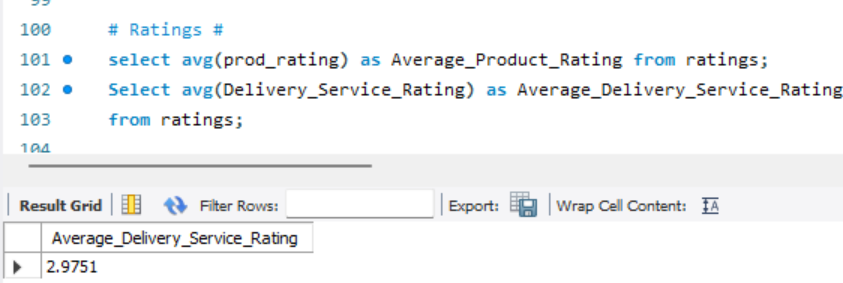 99
100 # Ratings #
101 select avg(prod_rating) as Average_Product_Rating from ratings;
102 Select avg(Delivery_Service_Rating) as Average_Delivery_Service_Rating
103 from ratings;
104
Result Grid Filter Rows: Export: Wrap Cell Content: IA
Average_Delivery_Service_Rating
2.9751